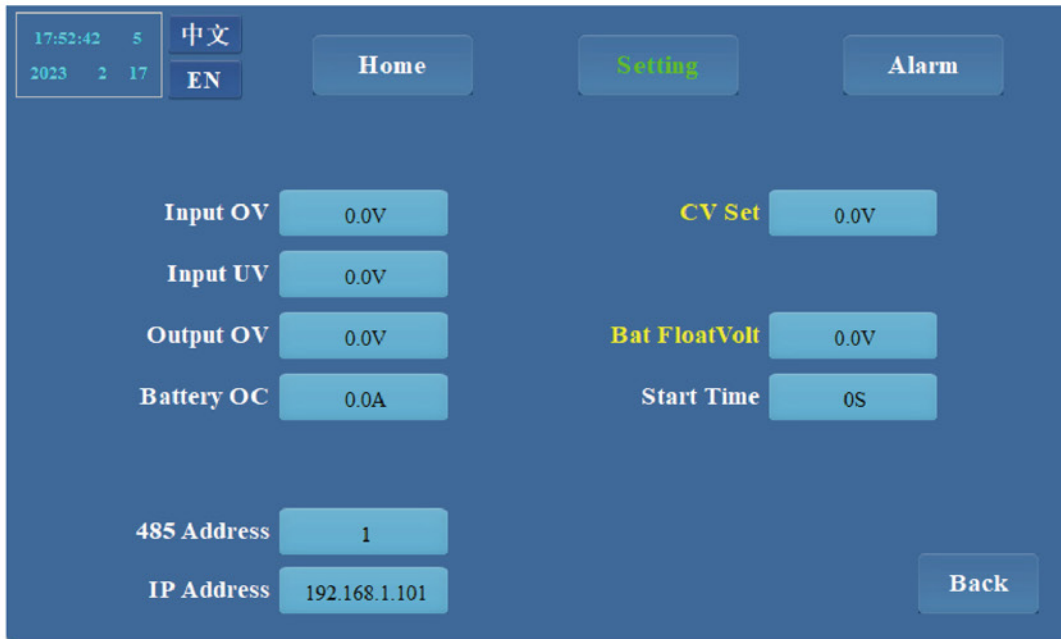 17:52:42 5
2023 2 17
中文
EN
Home
Setting
Alarm
Input OV 0.0V
CV Set 0.0V
Input UV 0.0V
Output OV 0.0V
Bat FloatVolt 0.0V
Battery OC 0.0A
Start Time 0S
485 Address 1
IP Address 192.168.1.101
Back